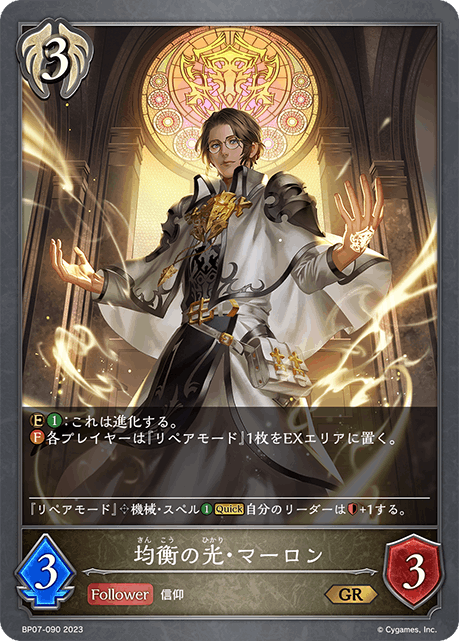 3
E 1:これは進化する。
F 各プレイヤーは『リペアモード』1枚をEXエリアに置く。
『リペアモード』機械・スペル 1 Quick 自分のリーダーは+1する。
きんこう ひかり
均衡の光・マーロン
3
Follower 信仰
GR
3
BP07-090 2023
© Cygames, Inc.